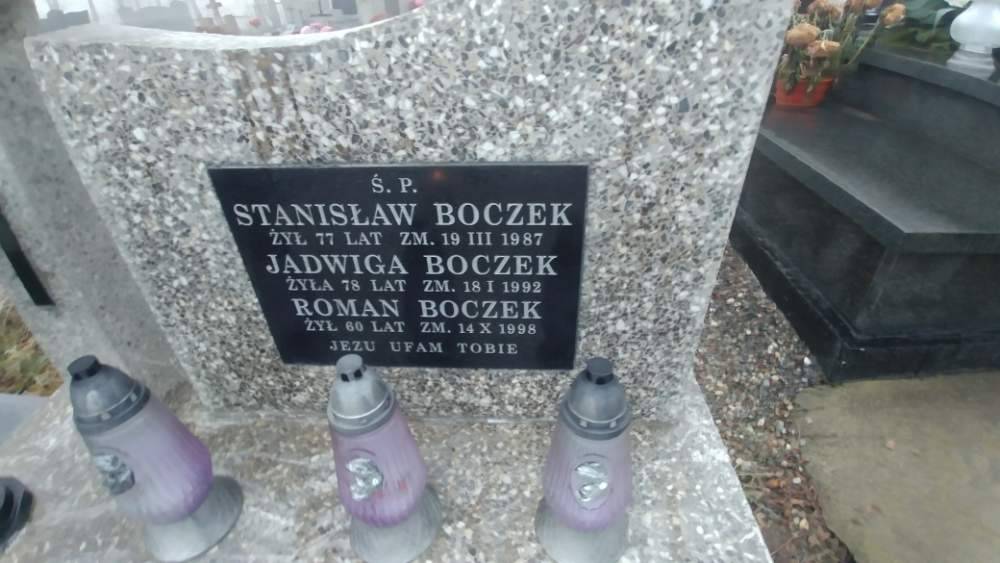 Ś. P.
STANISŁAW BOCZEK
ŻYŁ 77 LAT ZM. 19 III 1987
JADWIGA BOCZEK
ŻYŁA 78 LAT ZM. 18 I 1992
ROMAN BOCZEK
ŻYŁ 60 LAT ZM. 14 X 1998
JEZU UFAM TOBIE